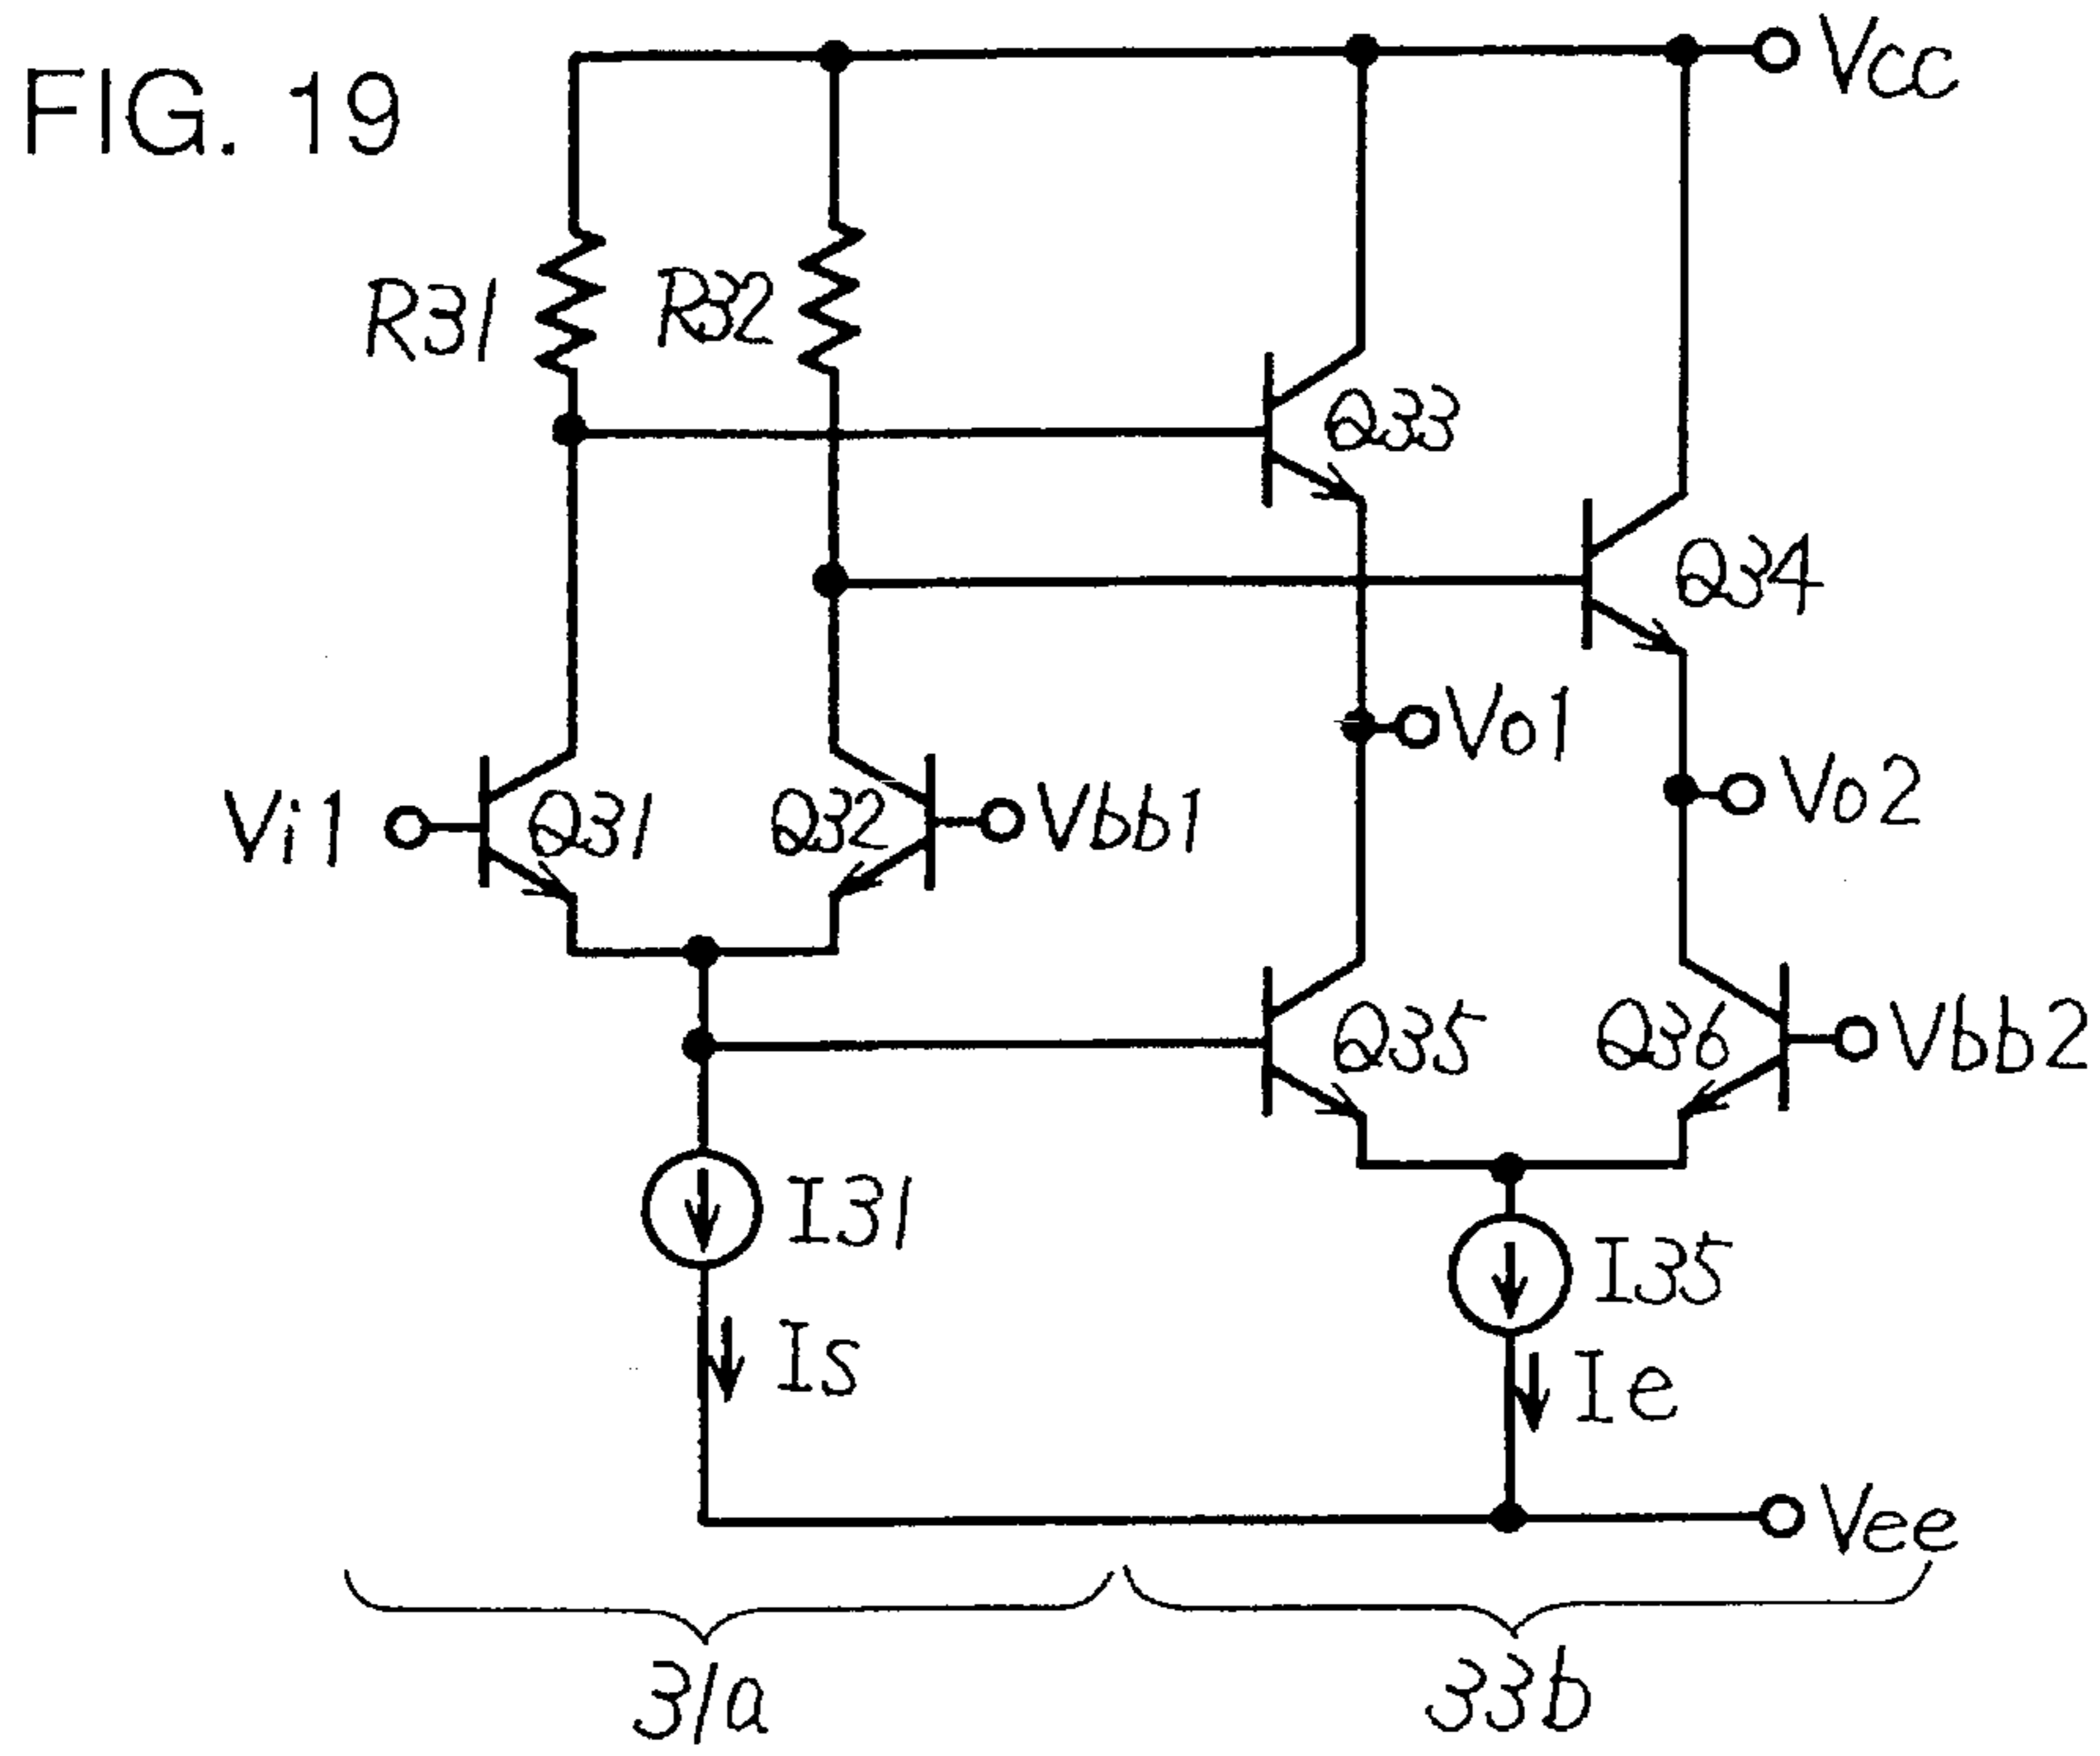 FIG. 19
Vcc
R31
R32
Q33
Q34
Vo1
Vo2
Vi1
Q31
Q32
Vbb1
Q35
Q36
Vbb2
I31
I35
Is
Ie
Vee
31a
33b